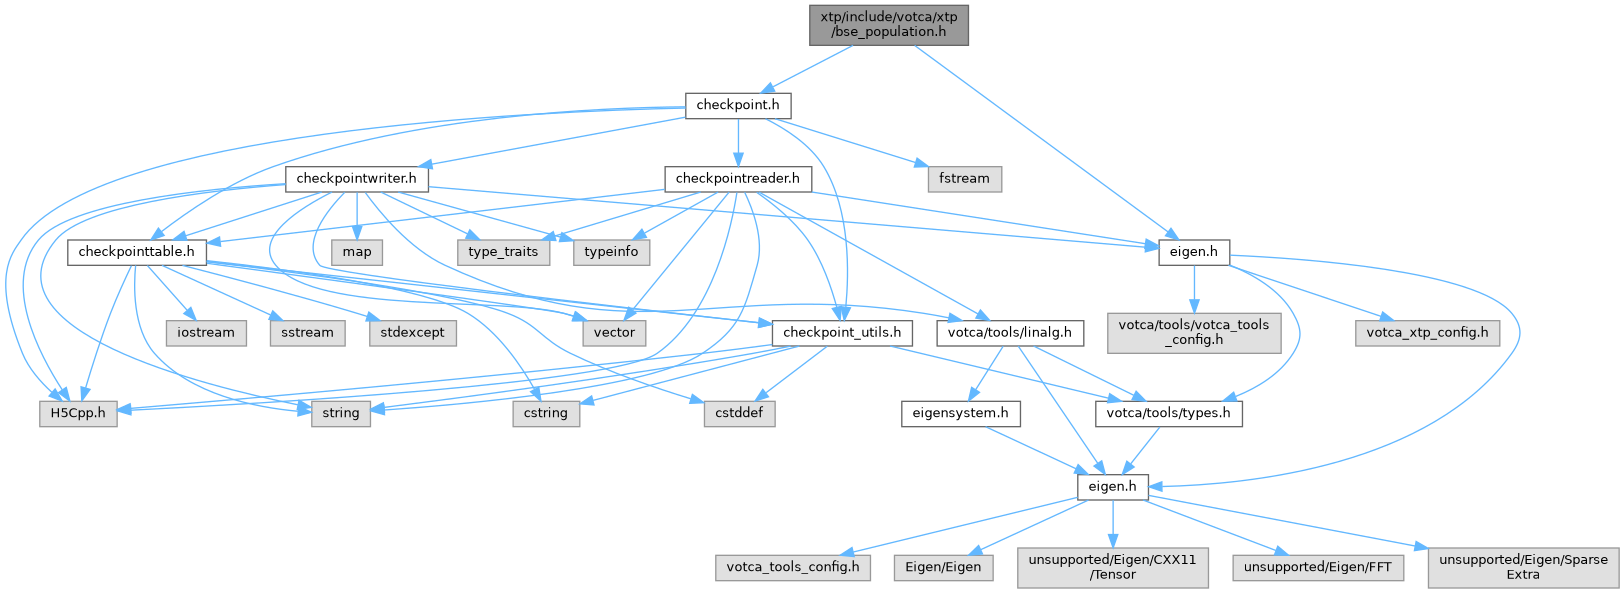 xtp/include/votca/xtp
/bse_population.h
checkpoint.h
checkpointwriter.h
checkpointreader.h
fstream
checkpointtable.h
map
type_traits
typeinfo
eigen.h
iostream
sstream
stdexcept
vector
checkpoint_utils.h
votca/tools/linalg.h
votca/tools/votca_tools
_config.h
votca_xtp_config.h
H5Cpp.h
string
cstring
cstddef
eigensystem.h
votca/tools/types.h
eigen.h
votca_tools_config.h
Eigen/Eigen
unsupported/Eigen/CXX11
/Tensor
unsupported/Eigen/FFT
unsupported/Eigen/Sparse
Extra